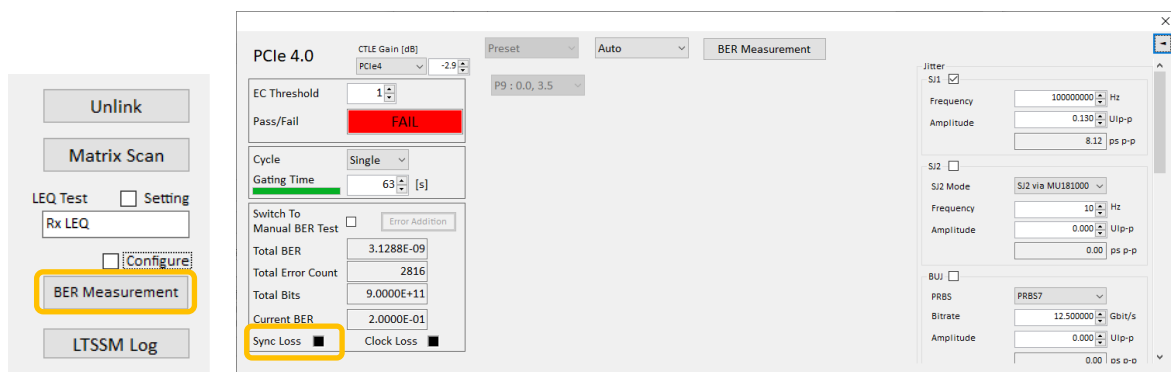 Unlink
Matrix Scan
LEQ Test Setting
Rx LEQ
Configure
BER Measurement
LTSSM Log
PCIe 4.0
CTLE Gain [dB]
PCIe4 -2.9
Preset Auto BER Measurement
P9 : 0.0, 3.5
EC Threshold 1
Pass/Fail FAIL
Cycle Single
Gating Time 63 [s]
Switch To
Manual BER Test Error Addition
Total BER 3.1288E-09
Total Error Count 2816
Total Bits 9.0000E+11
Current BER 2.0000E-01
Sync Loss Clock Loss
Jitter
SJ1
Frequency 100000000 Hz
Amplitude 0.130 UIp-p
8.12 ps p-p
SJ2
SJ2 Mode SJ2 via MU181000
Frequency 10 Hz
Amplitude 0.000 UIp-p
0.00 ps p-p
BUJ
PRBS PRBS7
Bitrate 12.500000 Gbit/s
Amplitude 0.000 UIp-p
0.00 ps p-p